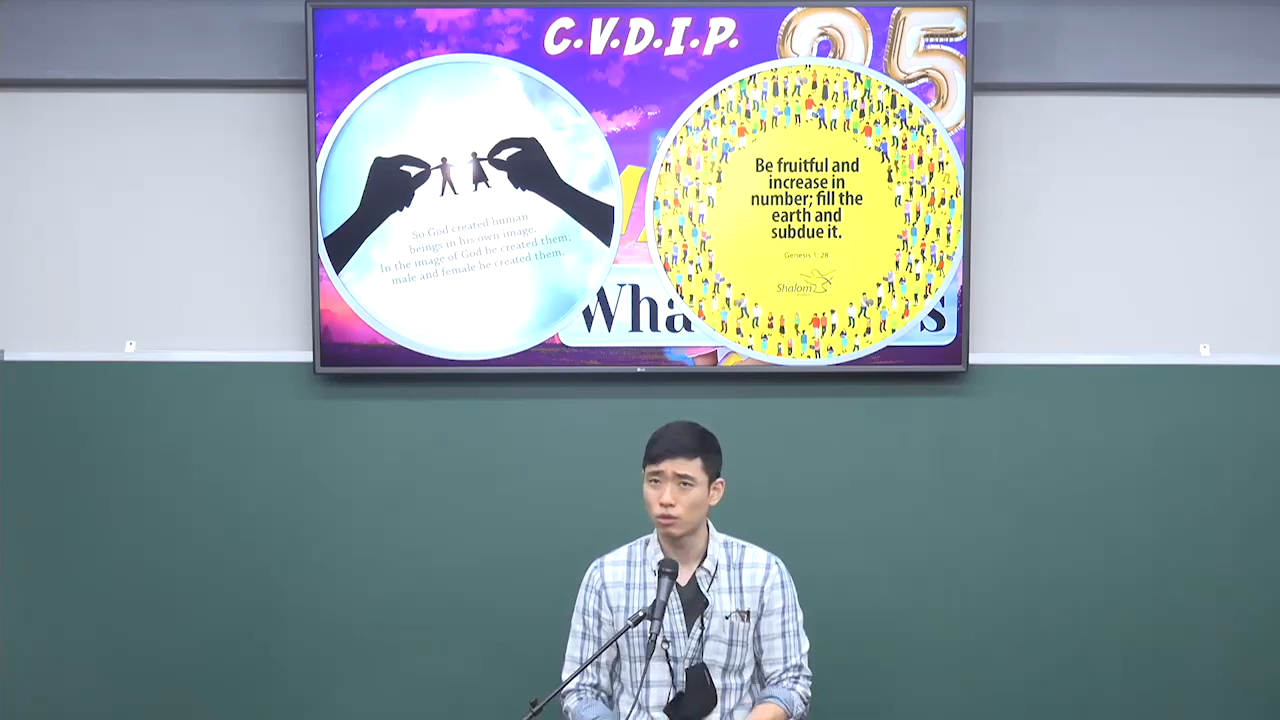 C.V.D.I.P.
25
So God created human
beings in his own image.
In the image of God he created them;
male and female he created them.
Be fruitful and
increase in
number; fill the
earth and
subdue it.
Genesis 1, 28
Shalom
Wha
s
LG